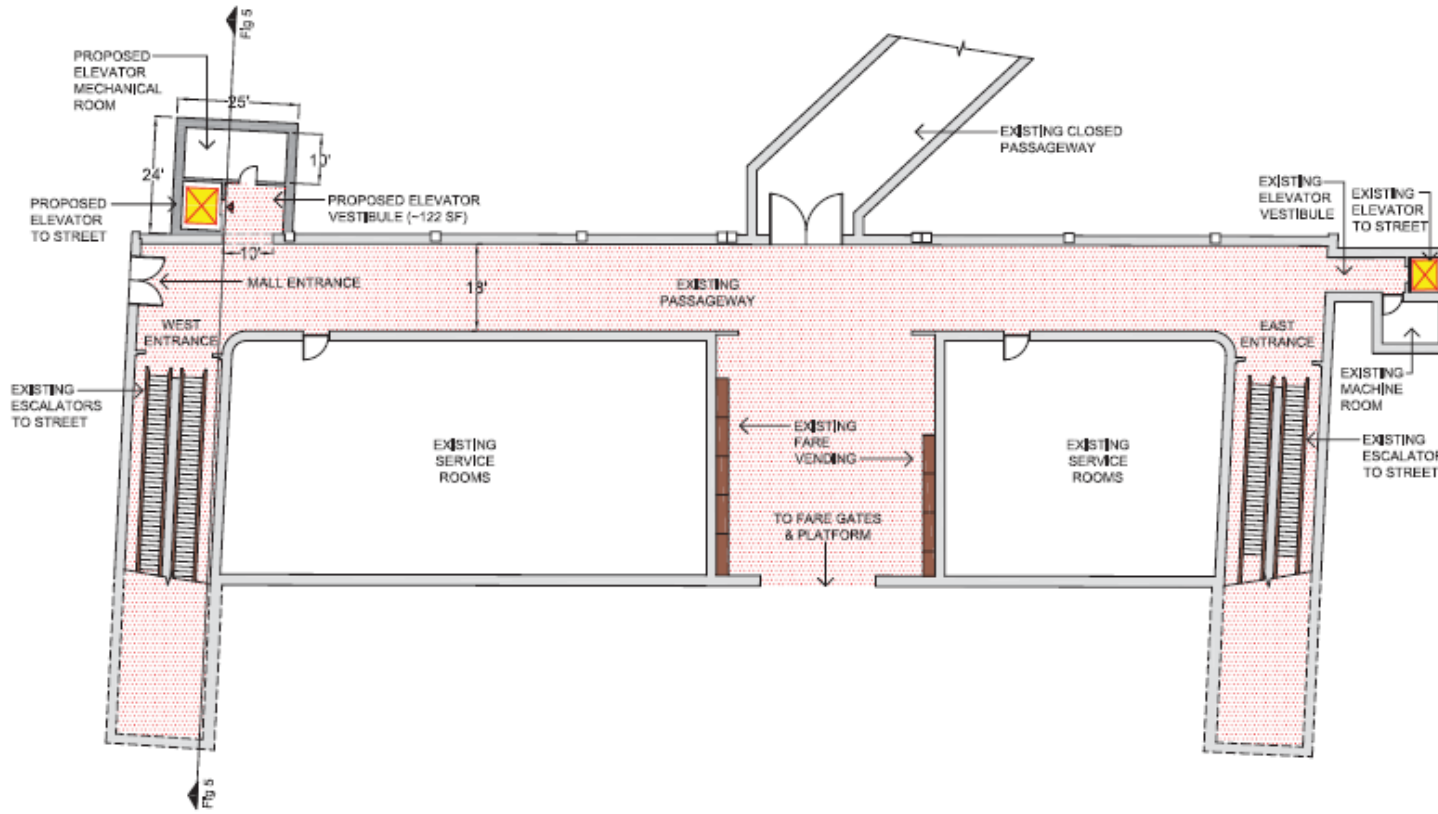 Fig 5
PROPOSED
ELEVATOR
MECHANICAL
ROOM
25'
24'
10'
PROPOSED
ELEVATOR
TO STREET
PROPOSED ELEVATOR
VESTIBULE (~122 SF)
10'
EXISTING CLOSED
PASSAGEWAY
EXISTING
ELEVATOR
VESTIBULE
EXISTING
ELEVATOR
TO STREET
MALL ENTRANCE
18'
EXISTING
PASSAGEWAY
WEST
ENTRANCE
EAST
ENTRANCE
EXISTING
ESCALATORS
TO STREET
EXISTING
MACHINE
ROOM
EXISTING
SERVICE
ROOMS
EXISTING
FARE
VENDING
EXISTING
SERVICE
ROOMS
EXISTING
ESCALATOR
TO STREET
TO FARE GATES
& PLATFORM
Fig 5